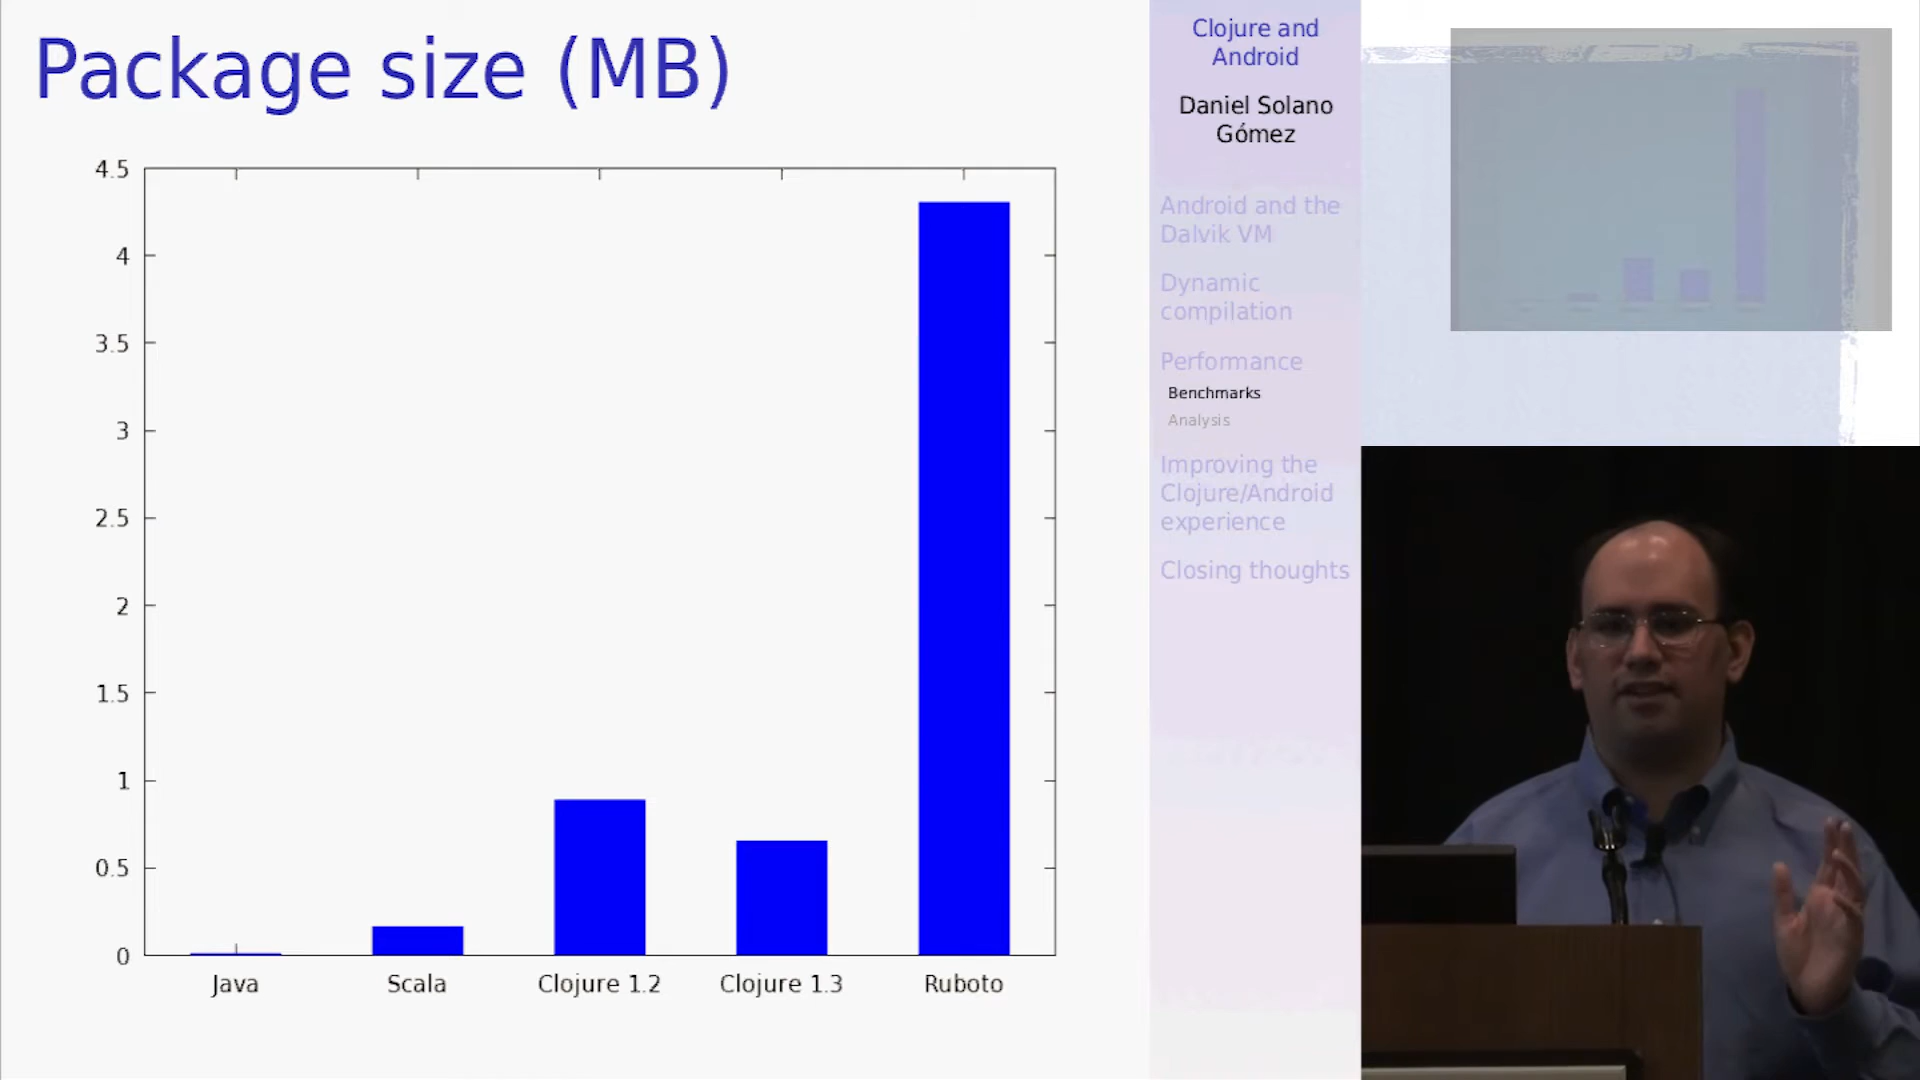 Package size (MB)
4.5
4
3.5
3
2.5
2
1.5
1
0.5
0
Java
Scala
Clojure 1.2
Clojure 1.3
Ruboto
Clojure and
Android
Daniel Solano
Gómez
Android and the
Dalvik VM
Dynamic
compilation
Performance
Benchmarks
Analysis
Improving the
Clojure/Android
experience
Closing thoughts